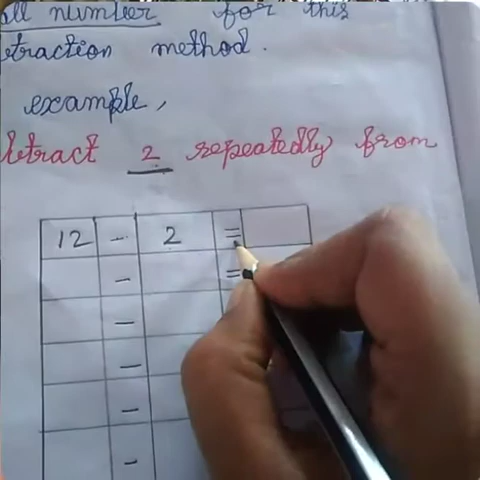 all number for this
traction method.
example,
tract 2 repeatedly from
12 - 2 =
- =
-
-
-
-